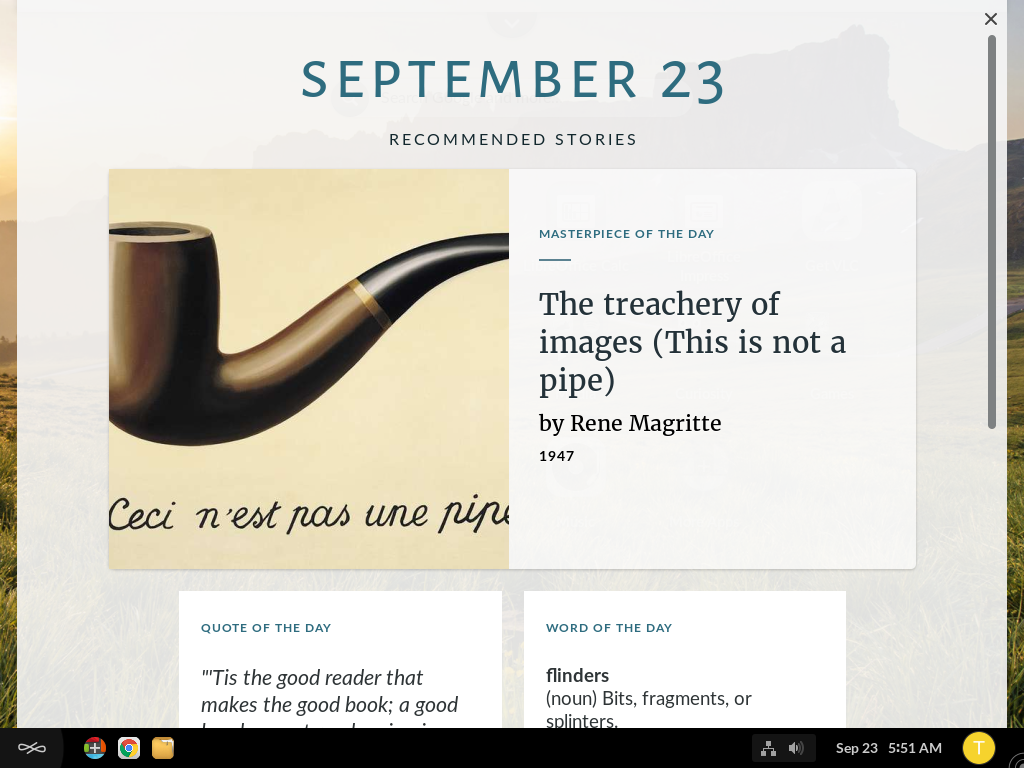 SEPTEMBER 23
RECOMMENDED STORIES
Ceci n'est pas une pipe
MASTERPIECE OF THE DAY
The treachery of
images (This is not a
pipe)
by Rene Magritte
1947
QUOTE OF THE DAY
"'Tis the good reader that
makes the good book; a good
WORD OF THE DAY
flinders
(noun) Bits, fragments, or
splinters.
Sep 23 5:51 AM
T